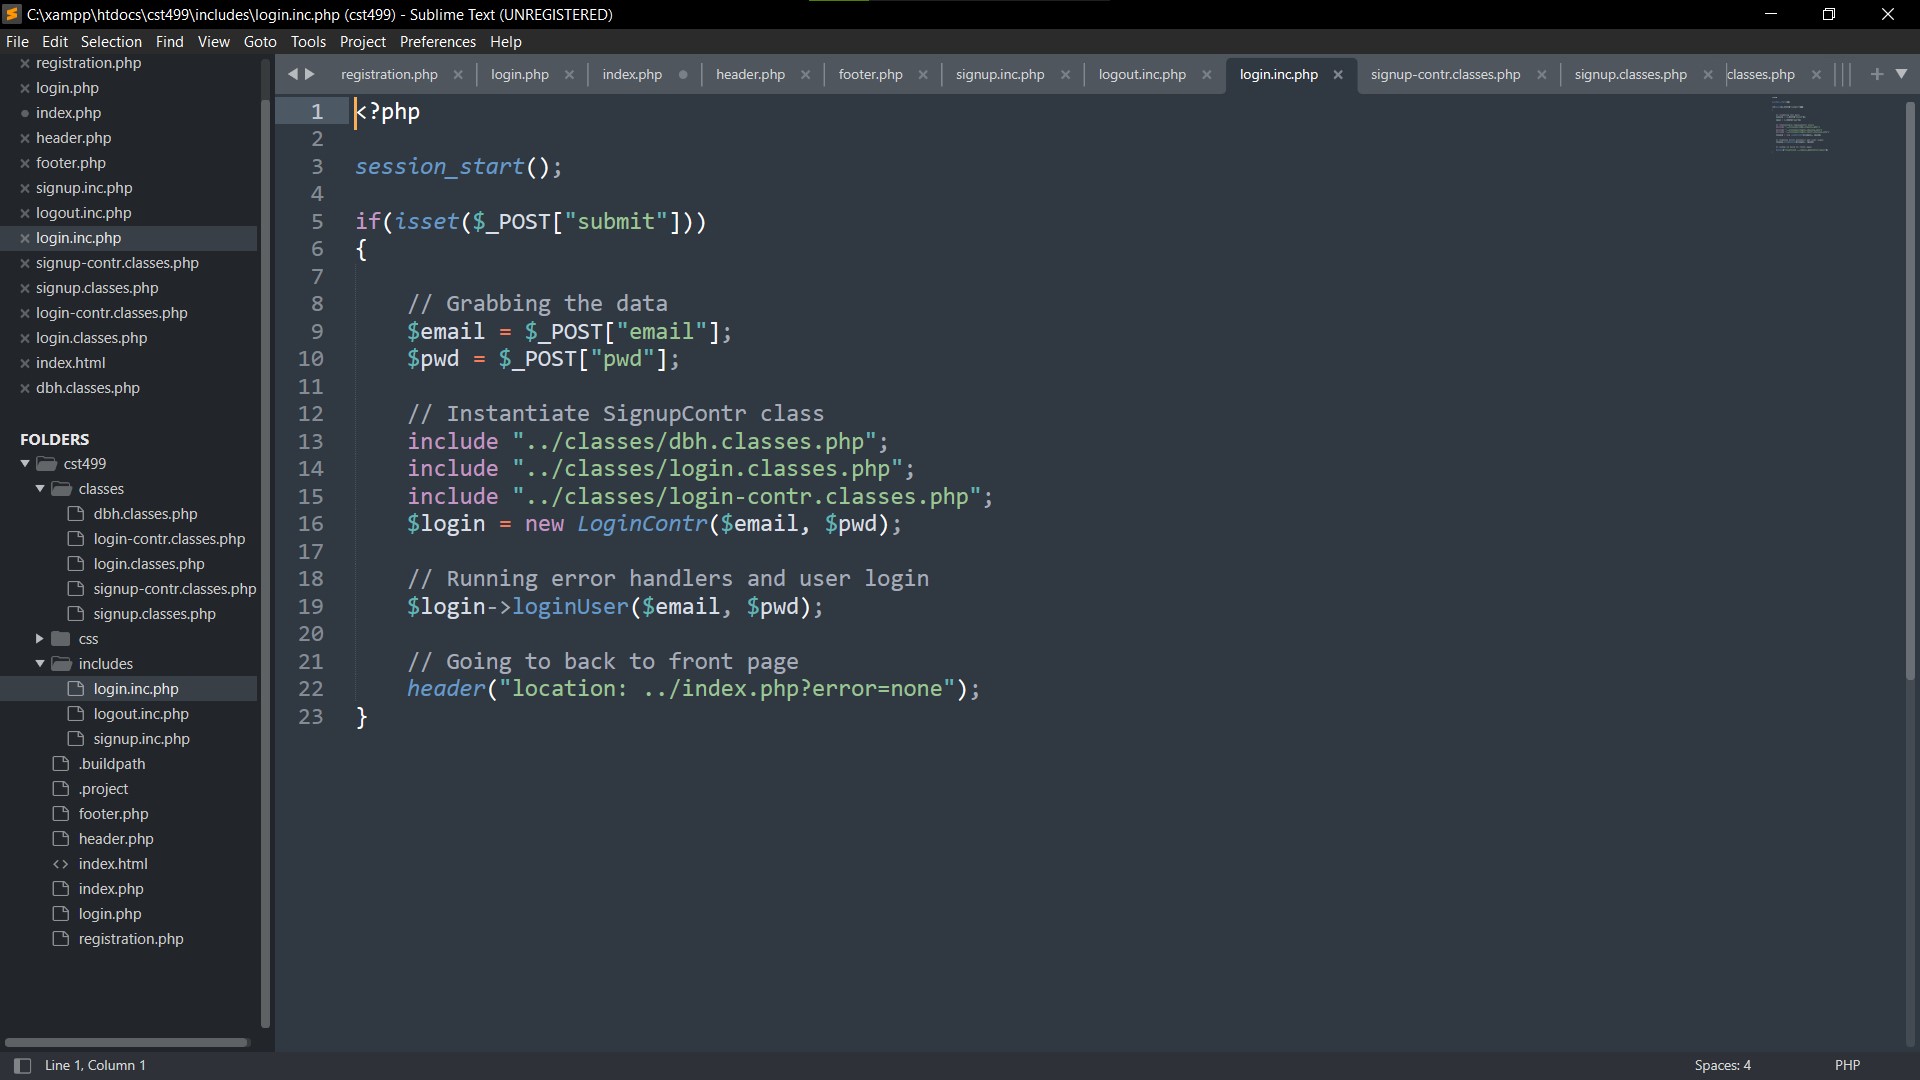 C:\xampp\htdocs\cst499\includes\login.inc.php (cst499) - Sublime Text (UNREGISTERED)
File Edit Selection Find View Goto Tools Project Preferences Help
registration.php
login.php
index.php
header.php
footer.php
signup.inc.php
logout.inc.php
login.inc.php
signup-contr.classes.php
signup.classes.php
login-contr.classes.php
login.classes.php
index.html
dbh.classes.php
FOLDERS
cst499
classes
dbh.classes.php
login-contr.classes.php
login.classes.php
signup-contr.classes.php
signup.classes.php
css
includes
login.inc.php
logout.inc.php
signup.inc.php
.buildpath
.project
footer.php
header.php
index.html
index.php
login.php
registration.php
registration.php login.php index.php header.php footer.php signup.inc.php logout.inc.php login.inc.php signup-contr.classes.php signup.classes.php classes.php
1 <?php
2
3 session_start();
4
5 if(isset($_POST["submit"]))
6 {
7
8 // Grabbing the data
9 $email = $_POST["email"];
10 $pwd = $_POST["pwd"];
11
12 // Instantiate SignupContr class
13 include "../classes/dbh.classes.php";
14 include "../classes/login.classes.php";
15 include "../classes/login-contr.classes.php";
16 $login = new LoginContr($email, $pwd);
17
18 // Running error handlers and user login
19 $login->loginUser($email, $pwd);
20
21 // Going to back to front page
22 header("location: ../index.php?error=none");
23 }
Line 1, Column 1 Spaces: 4 PHP